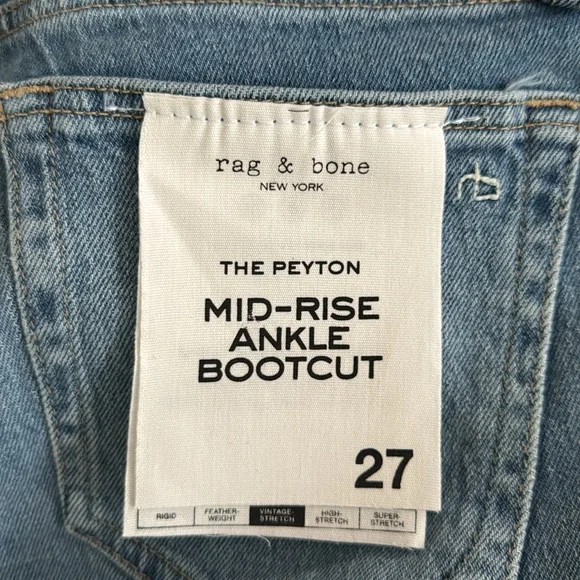 rag & bone
NEW YORK
rb
THE PEYTON
MID-RISE
ANKLE
BOOTCUT
27
RIGID FEATHER-WEIGHT VINTAGE-STRETCH HIGH-STRETCH SUPER-STRETCH